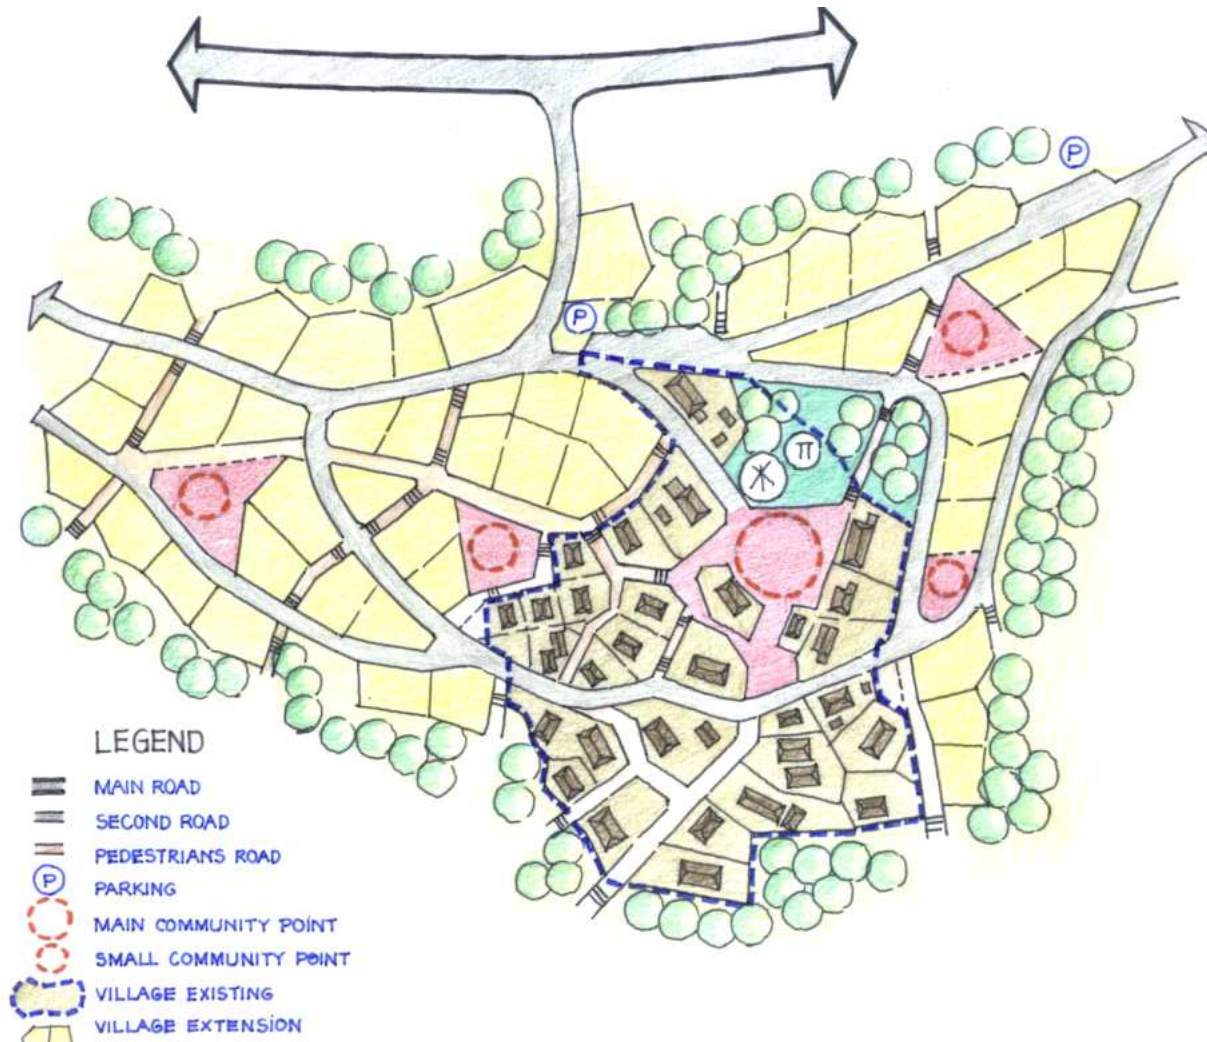 P
P
π
LEGEND
MAIN ROAD
SECOND ROAD
PEDESTRIANS ROAD
P PARKING
MAIN COMMUNITY POINT
SMALL COMMUNITY POINT
VILLAGE EXISTING
VILLAGE EXTENSION